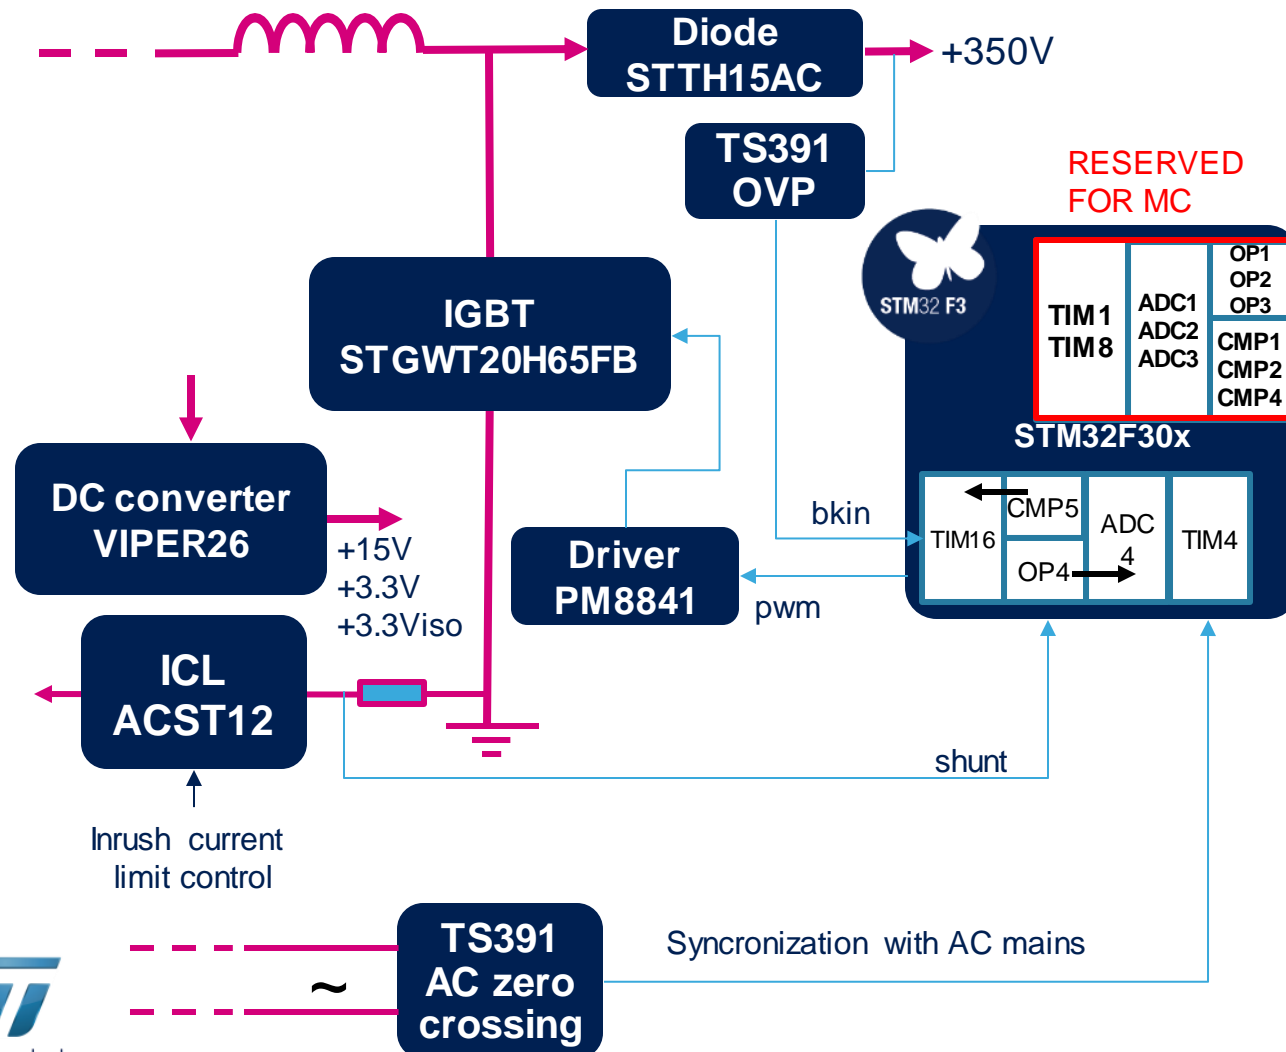 Diode
STTH15AC
+350V
TS391
OVP
RESERVED
FOR MC
STM32 F3
IGBT
STGWT20H65FB
TIM1
TIM8
ADC1
ADC2
ADC3
OP1
OP2
OP3
CMP1
CMP2
CMP4
STM32F30x
DC converter
VIPER26
+15V
+3.3V
+3.3Viso
bkin
TIM16
CMP5
OP4
ADC
4
TIM4
Driver
PM8841
pwm
ICL
ACST12
shunt
Inrush current
limit control
TS391
AC zero
crossing
~
Syncronization with AC mains